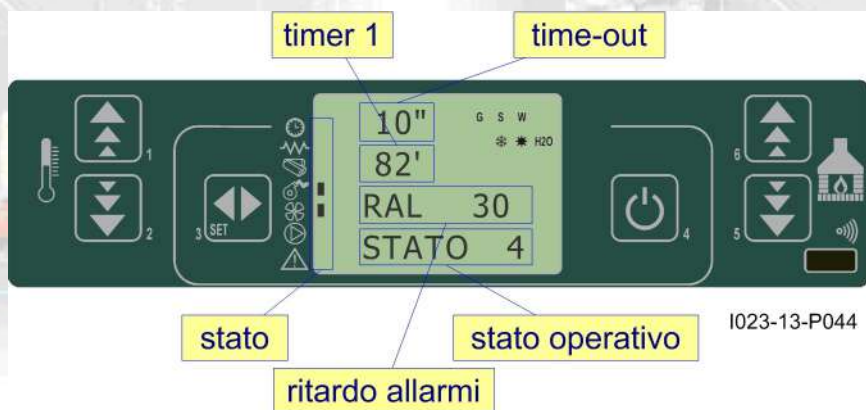 timer 1
time-out
10"
G S W
H2O
82'
RAL 30
STATO 4
1
2
3 SET
4
5
6
stato
stato operativo
ritardo allarmi
I023-13-P044